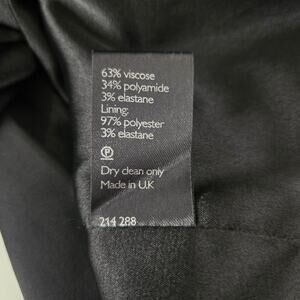 63% viscose
34% polyamide
3% elastane
Lining:
97% polyester
3% elastane
P
Dry clean only
Made in U.K
214 288